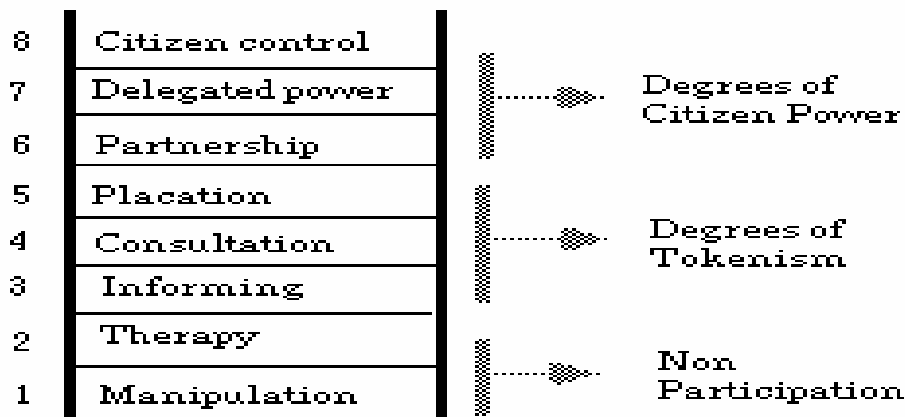 8 Citizen control
7 Delegated power
6 Partnership
5 Placation
4 Consultation
3 Informing
2 Therapy
1 Manipulation
Degrees of
Citizen Power
Degrees of
Tokenism
Non
Participation